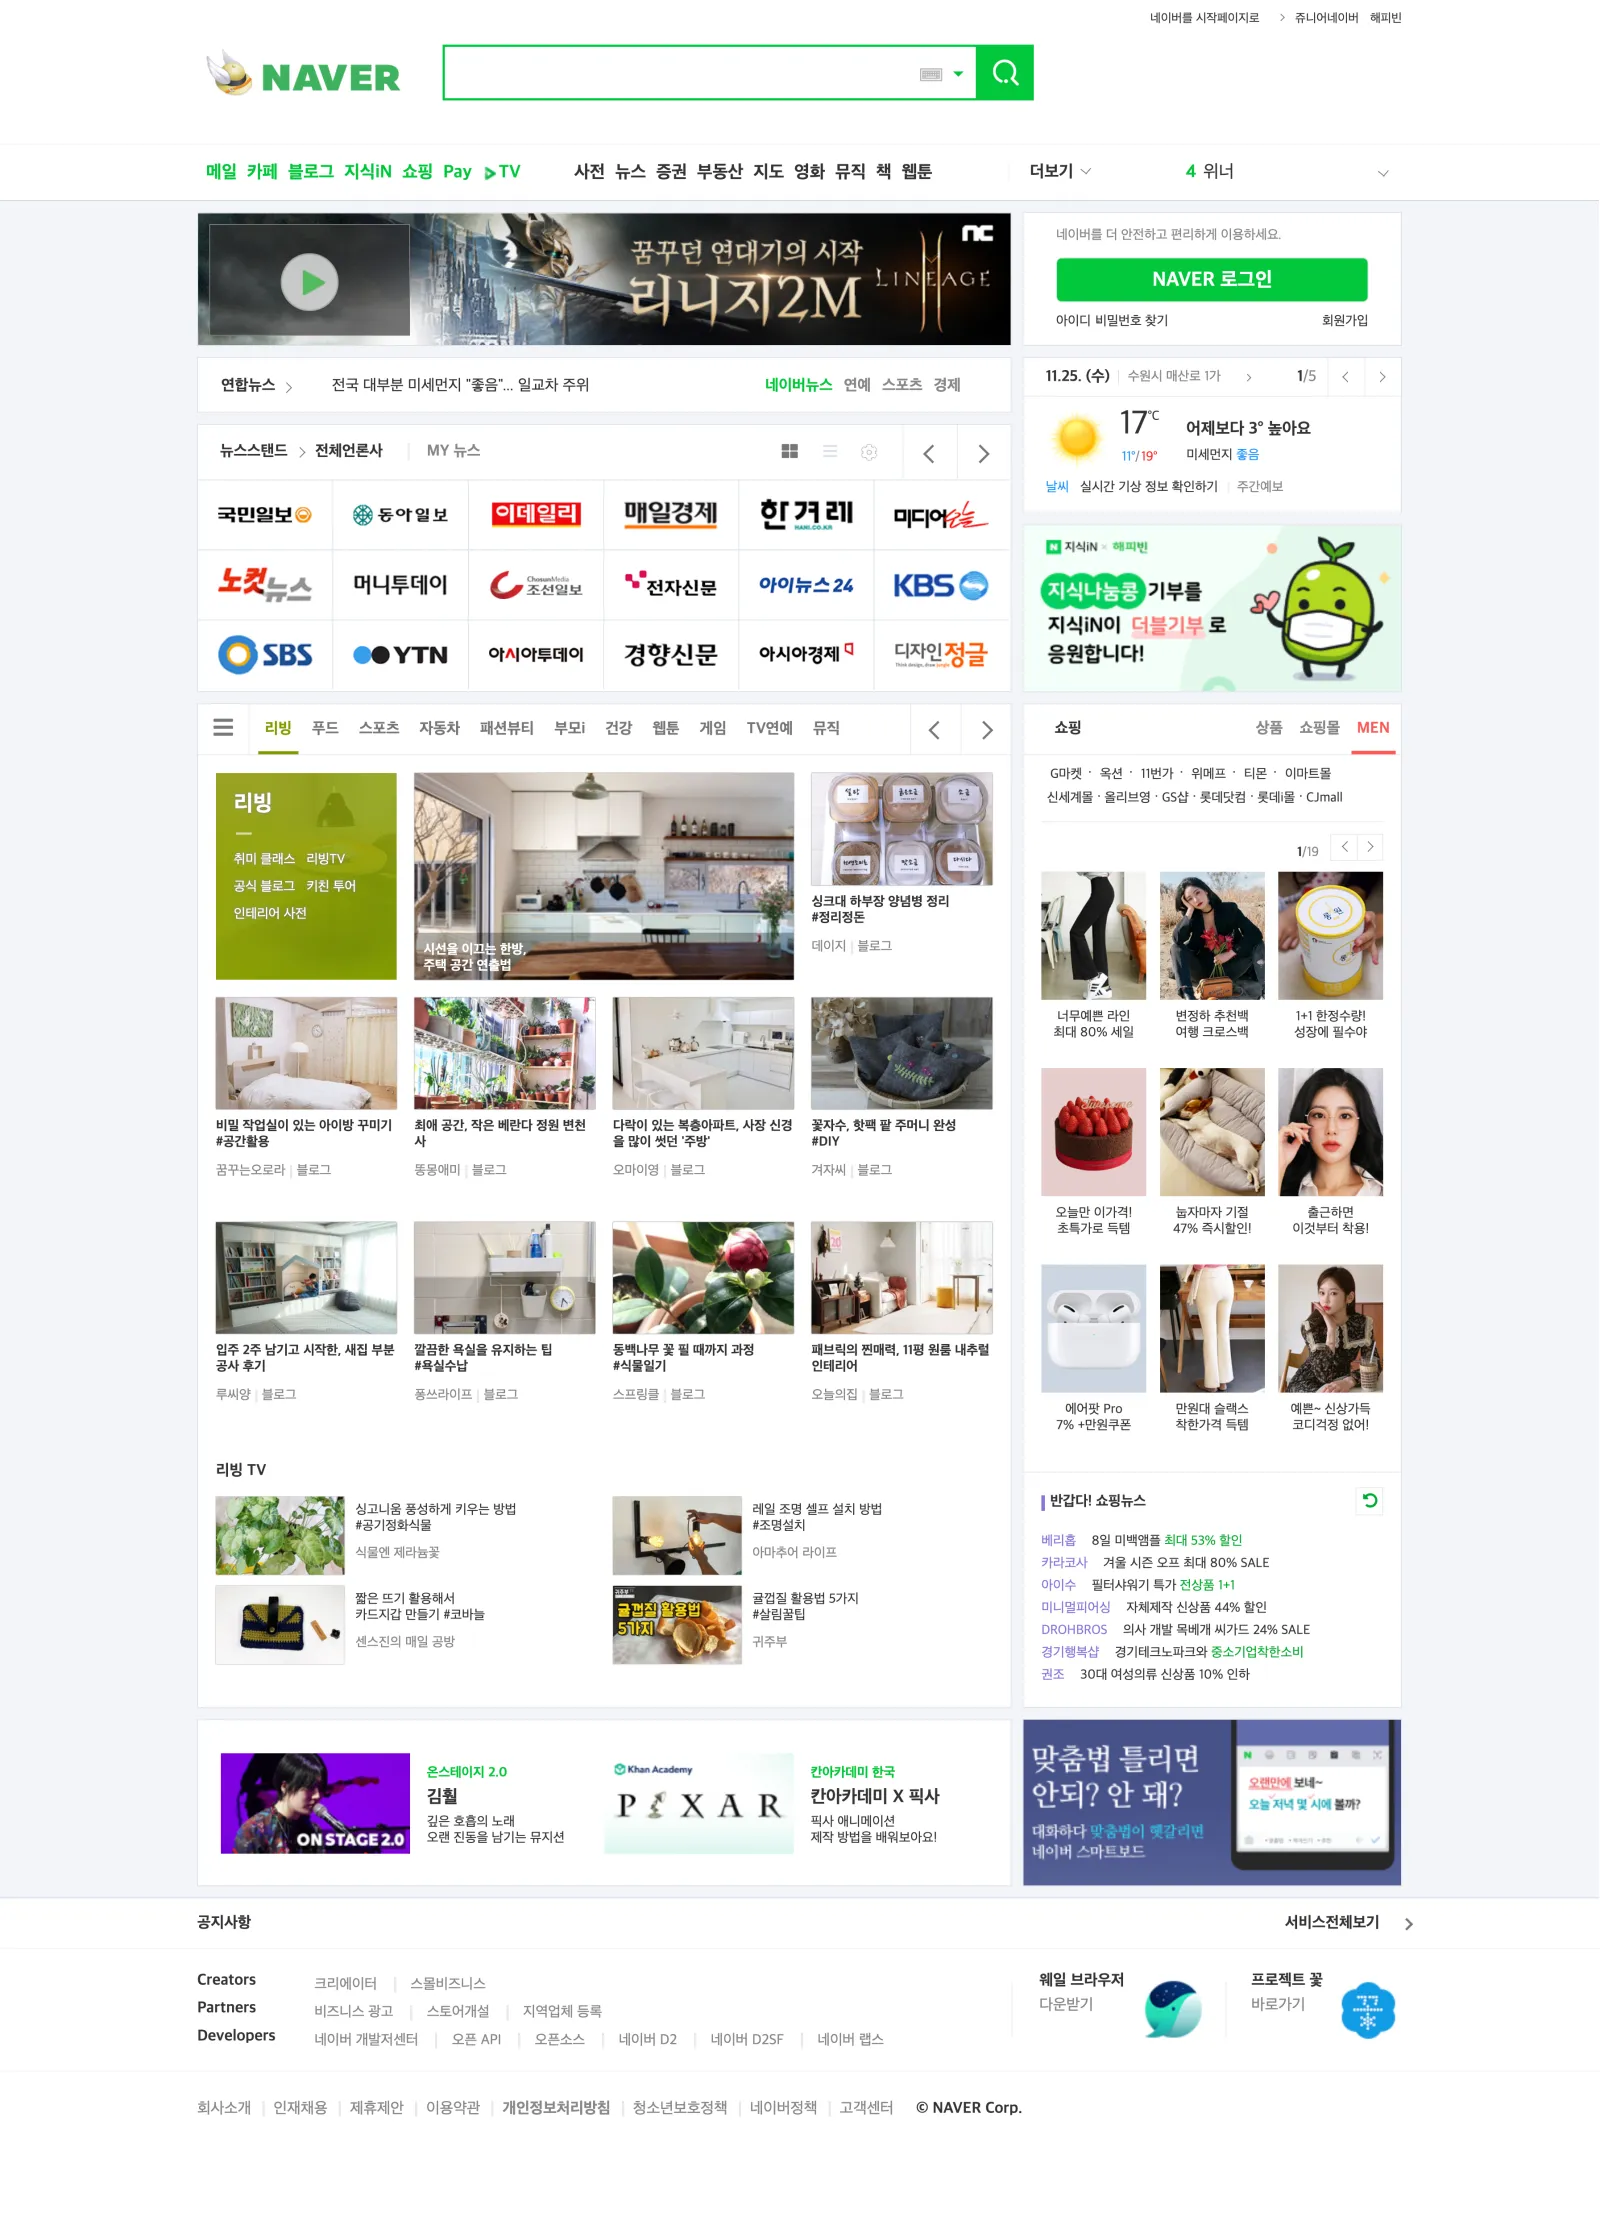 네이버를 시작페이지로 쥬니어네이버 해피빈
NAVER
메일 카페 블로그 지식iN 쇼핑 Pay TV 사전 뉴스 증권 부동산 지도 영화 뮤직 책 웹툰 더보기 4 위너
꿈꾸던 연대기의 시작
리니지2M
LINEAGE
nc
네이버를 더 안전하고 편리하게 이용하세요.
NAVER 로그인
아이디 비밀번호 찾기 회원가입
연합뉴스 전국 대부분 미세먼지 "좋음"... 일교차 주위 네이버뉴스 연예 스포츠 경제
11.25. (수) 수원시 매산로 1가 1/5
17°C 어제보다 3° 높아요
11°/19° 미세먼지 좋음
날씨 실시간 기상 정보 확인하기 주간예보
뉴스스탠드 전체언론사 MY 뉴스
국민일보 동아일보 이데일리 매일경제 한겨레 HANI.CO.KR 미디어오늘
노컷뉴스 머니투데이 ChosunMedia 조선일보 전자신문 아이뉴스24 KBS
SBS YTN 아시아투데이 경향신문 아시아경제 디자인정글 Think design, draw jungle
N 지식iN × 해피빈
지식나눔콩 기부를
지식iN이 더블기부 로
응원합니다!
리빙 푸드 스포츠 자동차 패션뷰티 부모i 건강 웹툰 게임 TV연예 뮤직
리빙
취미 클래스 리빙TV
공식 블로그 키친 투어
인테리어 사전
시선을 이끄는 한방,
주택 공간 연출법
설탕 굵은소금 소금
맛소금 다시다
싱크대 하부장 양념병 정리
#정리정돈
데이지 | 블로그
비밀 작업실이 있는 아이방 꾸미기
#공간활용
꿈꾸는오로라 | 블로그
최애 공간, 작은 베란다 정원 변천
사
뚱몽애미 | 블로그
다락이 있는 복층아파트, 사장 신경
을 많이 썻던 '주방'
오마이영 | 블로그
꽃자수, 핫팩 팥 주머니 완성
#DIY
겨자씨 | 블로그
입주 2주 남기고 시작한, 새집 부분
공사 후기
루씨양 | 블로그
깔끔한 욕실을 유지하는 팁
#욕실수납
퐁쓰라이프 | 블로그
동백나무 꽃 필 때까지 과정
#식물일기
스프링클 | 블로그
패브릭의 찐매력, 11평 원룸 내추럴
인테리어
오늘의집 | 블로그
리빙 TV
싱고니움 풍성하게 키우는 방법
#공기정화식물
식물엔 제라늄꽃
레일 조명 셀프 설치 방법
#조명설치
아마추어 라이프
짧은 뜨기 활용해서
카드지갑 만들기 #코바늘
센스진의 매일 공방
귀주부
귤껍질 활용법
5가지
귤껍질 활용법 5가지
#살림꿀팁
귀주부
쇼핑 상품 쇼핑몰 MEN
G마켓 · 옥션 · 11번가 · 위메프 · 티몬 · 이마트몰
신세계몰 · 올리브영 · GS샵 · 롯데닷컴 · 롯데i몰 · CJmall
1/19
너무예쁜 라인
최대 80% 세일
변정하 추천백
여행 크로스백
1+1 한정수량!
성장에 필수야
오늘만 이가격!
초특가로 득템
눕자마자 기절
47% 즉시할인!
출근하면
이것부터 착용!
에어팟 Pro
7% +만원쿠폰
만원대 슬랙스
착한가격 득템
예쁜~ 신상가득
코디걱정 없어!
반갑다! 쇼핑뉴스
베리홉 8일 미백앰플 최대 53% 할인
카라코사 겨울 시즌 오프 최대 80% SALE
아이수 필터샤워기 특가 전상품 1+1
미니멀피어싱 자체제작 신상품 44% 할인
DROHBROS 의사 개발 목베개 씨가드 24% SALE
경기행복샵 경기테크노파크와 중소기업착한소비
권조 30대 여성의류 신상품 10% 인하
ON STAGE 2.0
온스테이지 2.0
김훨
깊은 호흡의 노래
오랜 진동을 남기는 뮤지션
Khan Academy
PIXAR
칸아카데미 한국
칸아카데미 X 픽사
픽사 애니메이션
제작 방법을 배워보아요!
맞춤법 틀리면
안되? 안 돼?
대화하다 맞춤법이 헷갈리면
네이버 스마트보드
오랜만에 보네~
오늘 저녁 몇 시에 볼까?
공지사항 서비스전체보기
Creators 크리에이터 스몰비즈니스
Partners 비즈니스 광고 스토어개설 지역업체 등록
Developers 네이버 개발저센터 오픈 API 오픈소스 네이버 D2 네이버 D2SF 네이버 랩스
웨일 브라우저
다운받기
프로젝트 꽃
바로가기
회사소개 인재채용 제휴제안 이용약관 개인정보처리방침 청소년보호정책 네이버정책 고객센터 © NAVER Corp.